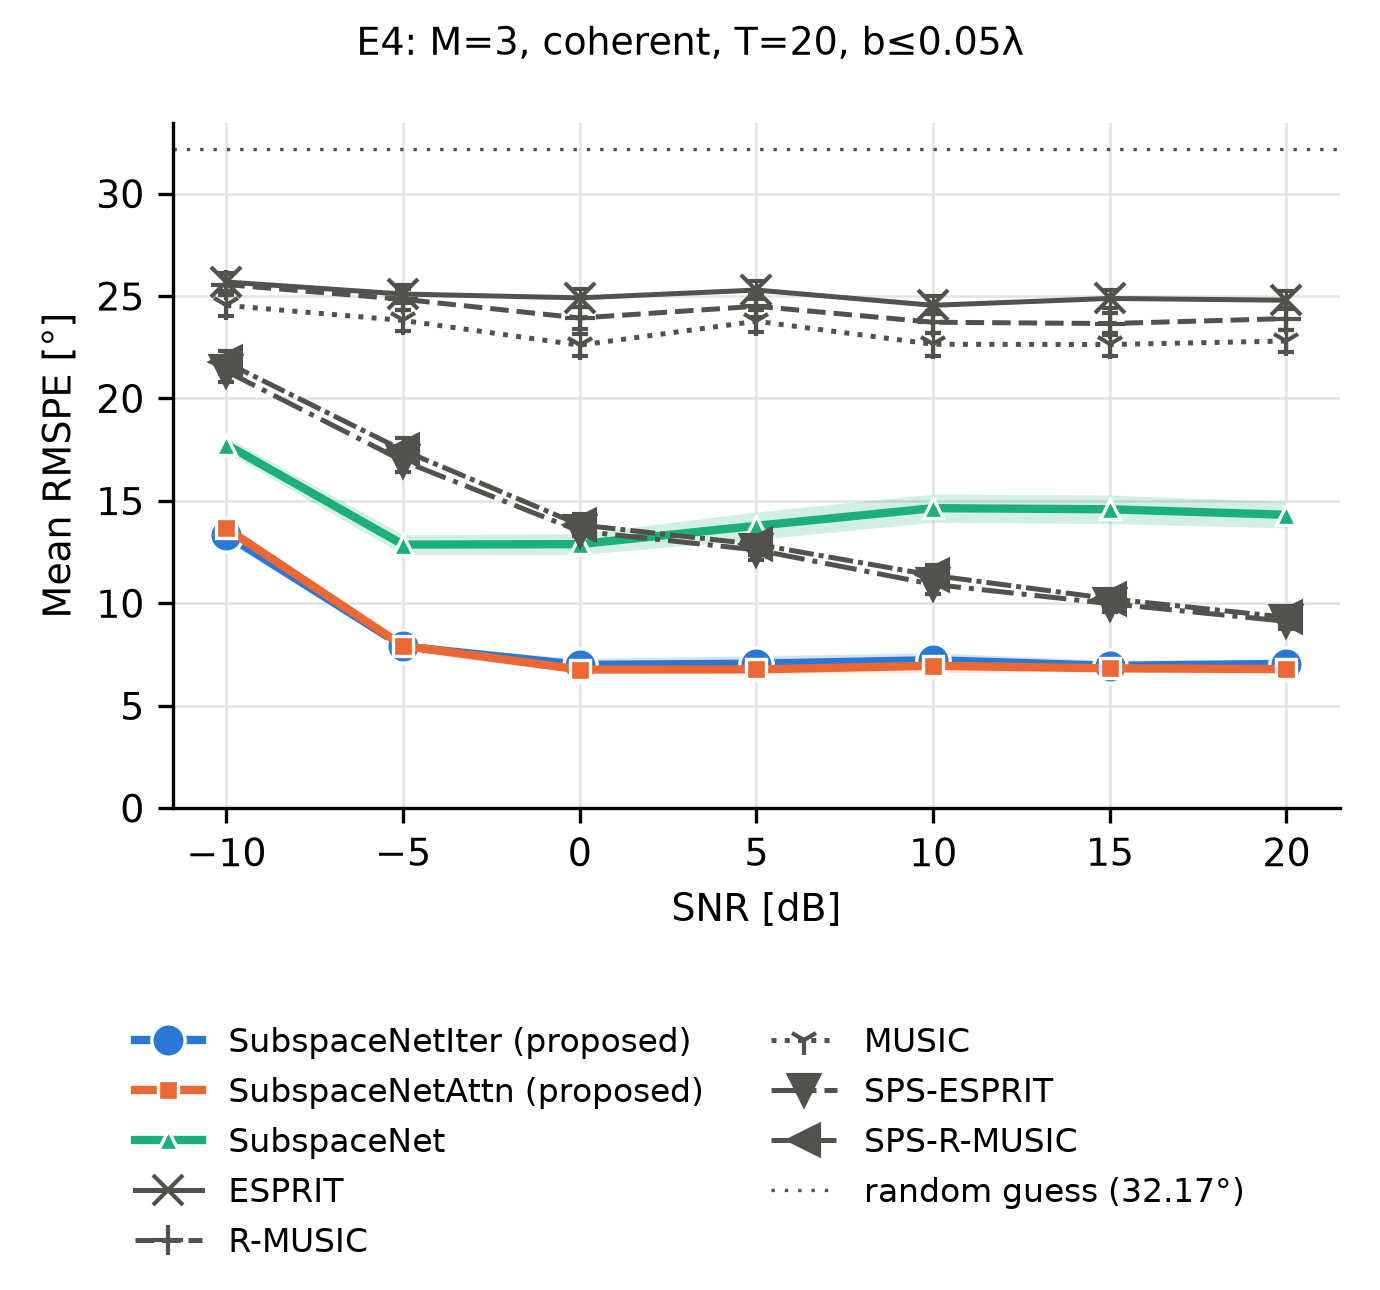 E4: M=3, coherent, T=20, b≤0.05λ
Mean RMSPE [°]
30
25
20
15
10
5
0
−10 −5 0 5 10 15 20
SNR [dB]
SubspaceNetIter (proposed)
SubspaceNetAttn (proposed)
SubspaceNet
ESPRIT
R-MUSIC
MUSIC
SPS-ESPRIT
SPS-R-MUSIC
random guess (32.17°)